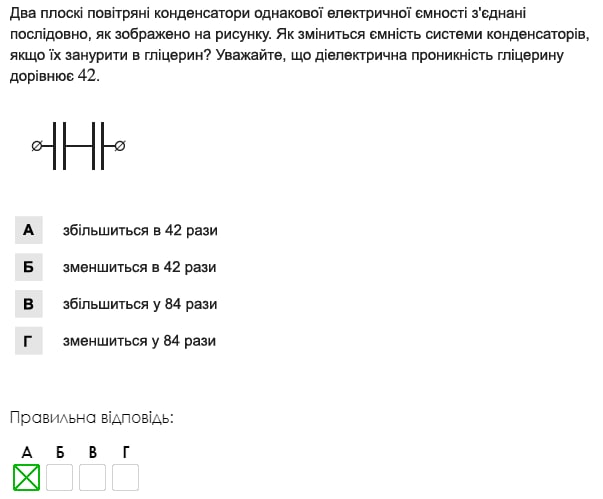 Два плоскі повітряні конденсатори однакової електричної ємності з'єднані
послідовно, як зображено на рисунку. Як зміниться ємність системи конденсаторів,
якщо їх занурити в гліцерин? Уважайте, що діелектрична проникність гліцерину
дорівнює 42.
А збільшиться в 42 рази
Б зменшиться в 42 рази
В збільшиться у 84 рази
Г зменшиться у 84 рази
Правильна відповідь:
А Б В Г